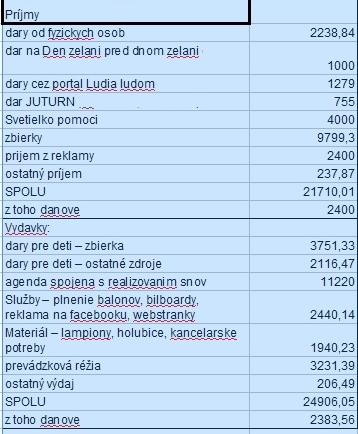 Príjmy
dary od fyzickych osob 2238,84
dar na Den zelani pred dnom zelani
1000
dary cez portal Ludia ludom 1279
dar JUTURN 755
Svetielko pomoci 4000
zbierky 9799,3
prijem z reklamy 2400
ostatný príjem 237,87
SPOLU 21710,01
z toho danove 2400
Vydavky:
dary pre deti – zbierka 3751,33
dary pre deti – ostatné zdroje 2116,47
agenda spojena s realizovanim snov 11220
Služby – plnenie balonov, bilboardy,
reklama na facebooku, webstranky 2440,14
Materiál – lampiony, holubice, kancelarske
potreby 1940,23
prevádzková réžia 3231,39
ostatný výdaj 206,49
SPOLU 24906,05
z toho danove 2383,56